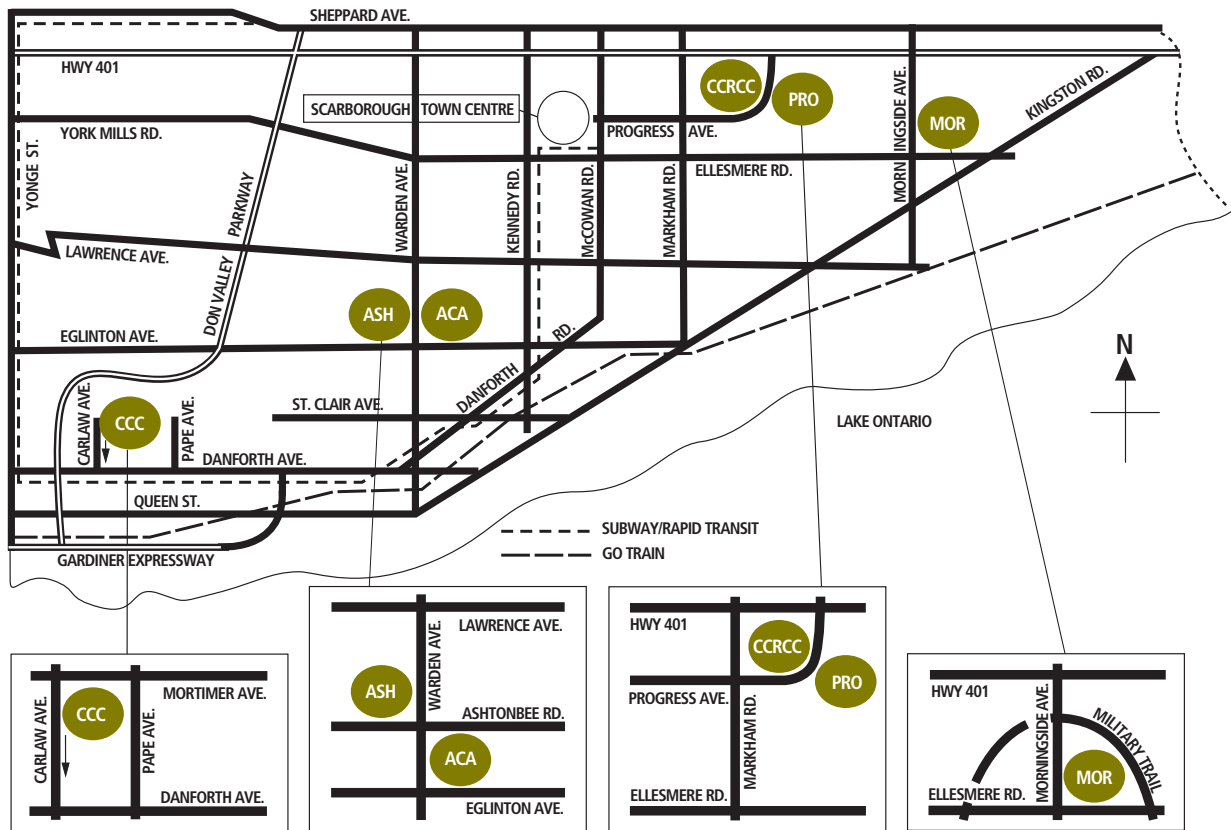 SHEPPARD AVE.
HWY 401
CCRCC
PRO
SCARBOROUGH TOWN CENTRE
MORNINGSIDE AVE.
KINGSTON RD.
MOR
YORK MILLS RD.
PROGRESS AVE.
YONGE ST.
DON VALLEY PARKWAY
WARDEN AVE.
KENNEDY RD.
McCOWAN RD.
MARKHAM RD.
ELLESMERE RD.
LAWRENCE AVE.
ASH
ACA
EGLINTON AVE.
DANFORTH RD.
N
CARLAW AVE.
CCC
PAPE AVE.
ST. CLAIR AVE.
LAKE ONTARIO
DANFORTH AVE.
QUEEN ST.
SUBWAY/RAPID TRANSIT
GO TRAIN
GARDINER EXPRESSWAY
MORTIMER AVE.
CARLAW AVE.
CCC
PAPE AVE.
DANFORTH AVE.
LAWRENCE AVE.
WARDEN AVE.
ASH
ASHTONBEE RD.
ACA
EGLINTON AVE.
HWY 401
CCRCC
PRO
PROGRESS AVE.
MARKHAM RD.
ELLESMERE RD.
HWY 401
MORNINGSIDE AVE.
MILITARY TRAIL
MOR
ELLESMERE RD.